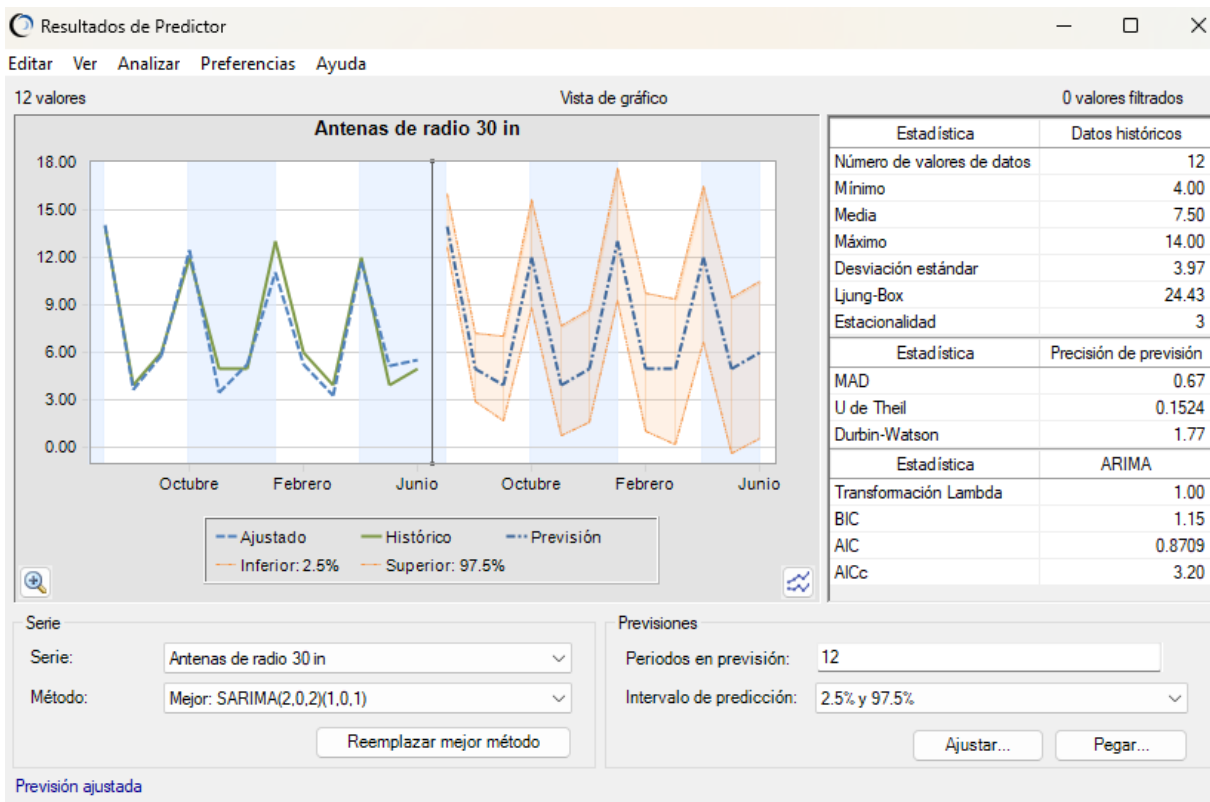 Resultados de Predictor
Editar Ver Analizar Preferencias Ayuda
12 valores Vista de gráfico 0 valores filtrados
Antenas de radio 30 in
18.00
15.00
12.00
9.00
6.00
3.00
0.00
Octubre Febrero Junio Octubre Febrero Junio
Ajustado Histórico Previsión
Inferior: 2.5% Superior: 97.5%
Estadística Datos históricos
Número de valores de datos 12
Mínimo 4.00
Media 7.50
Máximo 14.00
Desviación estándar 3.97
Ljung-Box 24.43
Estacionalidad 3
Estadística Precisión de previsión
MAD 0.67
U de Theil 0.1524
Durbin-Watson 1.77
Estadística ARIMA
Transformación Lambda 1.00
BIC 1.15
AIC 0.8709
AICc 3.20
Serie
Serie: Antenas de radio 30 in
Método: Mejor: SARIMA(2,0,2)(1,0,1)
Reemplazar mejor método
Previsiones
Periodos en previsión: 12
Intervalo de predicción: 2.5% y 97.5%
Ajustar... Pegar...
Previsión ajustada